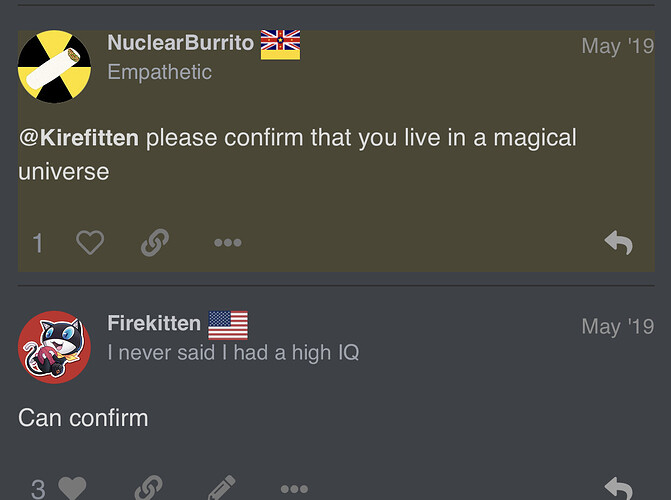 NuclearBurrito May '19
Empathetic
@Kirefitten please confirm that you live in a magical
universe
1
Firekitten May '19
I never said I had a high IQ
Can confirm
3